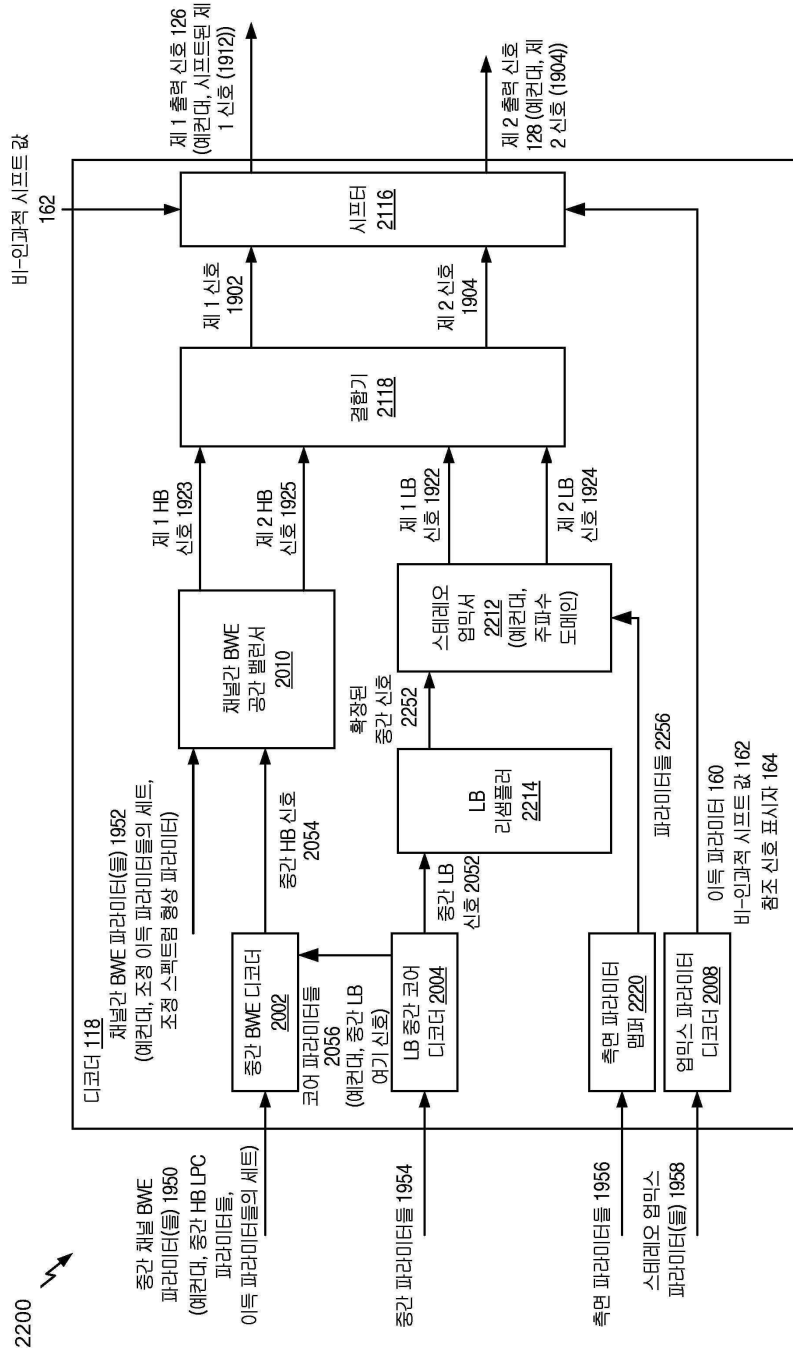 2200
중간 채널 BWE
파라미터(들) 1950
(예컨대, 중간 HB LPC
파라미터들,
이득 파라미터들의 세트)
중간 파라미터들 1954
측면 파라미터들 1956
스테레오 업믹스
파라미터(들) 1958
디코더 118
채널간 BWE 파라미터(들) 1952
(예컨대, 조정 이득 파라미터들의 세트,
조정 스펙트럼 형상 파라미터)
중간 BWE 디코더
2002
코어 파라미터들
2056
(예컨대, 중간 LB
여기 신호)
LB 중간 코어
디코더 2004
측면 파라미터
맵퍼 2220
업믹스 파라미터
디코더 2008
중간 HB 신호
2054
중간 LB
신호 2052
LB
리샘플러
2214
파라미터들 2256
이득 파라미터 160
비-인과적 시프트 값 162
참조 신호 표시자 164
채널간 BWE
공간 밸런서
2010
확장된
중간 신호
2252
스테레오
업믹서
2212
(예컨대,
주파수
도메인)
제 1 HB
신호 1923
제 2 HB
신호 1925
제 1 LB
신호 1922
제 2 LB
신호 1924
결합기
2118
제 1 신호
1902
제 2 신호
1904
비-인과적 시프트 값
162
시프터
2116
제 1 출력 신호 126
(예컨대, 시프트된 제
1 신호 (1912))
제 2 출력 신호
128 (예컨대, 제
2 신호 (1904))